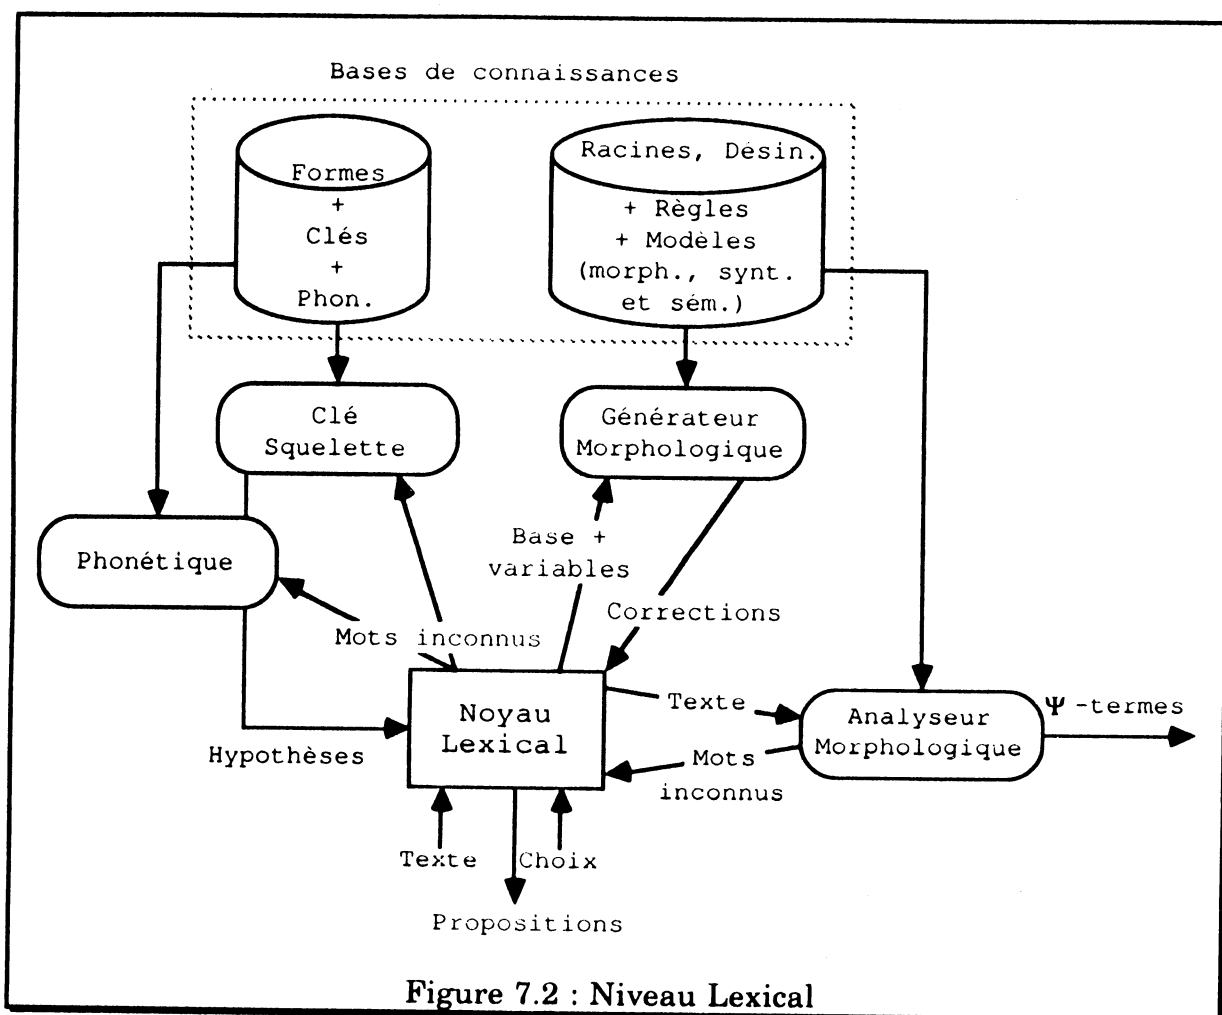 Bases de connaissances
Formes
+
Clés
+
Phon.
Racines, Désin.
+ Règles
+ Modèles
(morph., synt.
et sém.)
Clé
Squelette
Générateur
Morphologique
Phonétique
Base +
variables
Corrections
Mots inconnus
Noyau
Lexical
Texte
Analyseur
Morphologique
Ψ-termes
Hypothèses
Mots
inconnus
Texte
Choix
Propositions
Figure 7.2 : Niveau Lexical